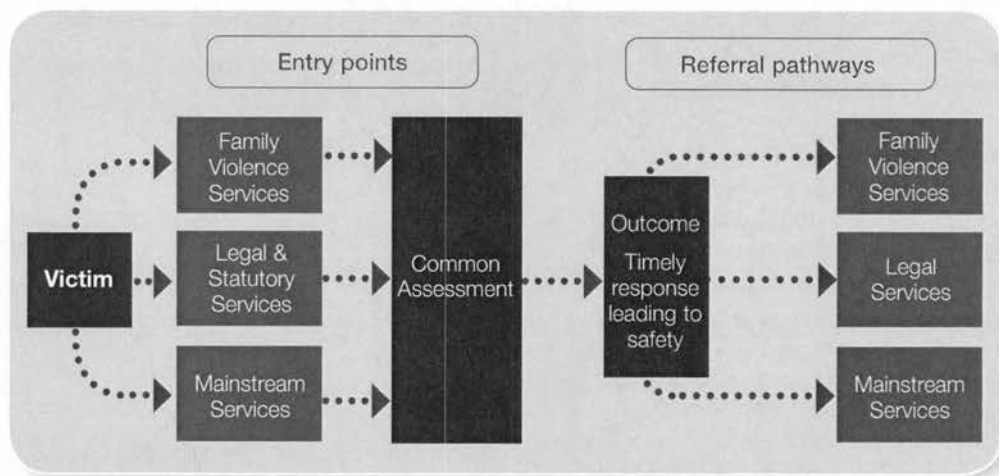 Entry points
Referral pathways
Victim
Family
Violence
Services
Legal &
Statutory
Services
Mainstream
Services
Common
Assessment
Outcome
Timely
response
leading to
safety
Family
Violence
Services
Legal
Services
Mainstream
Services